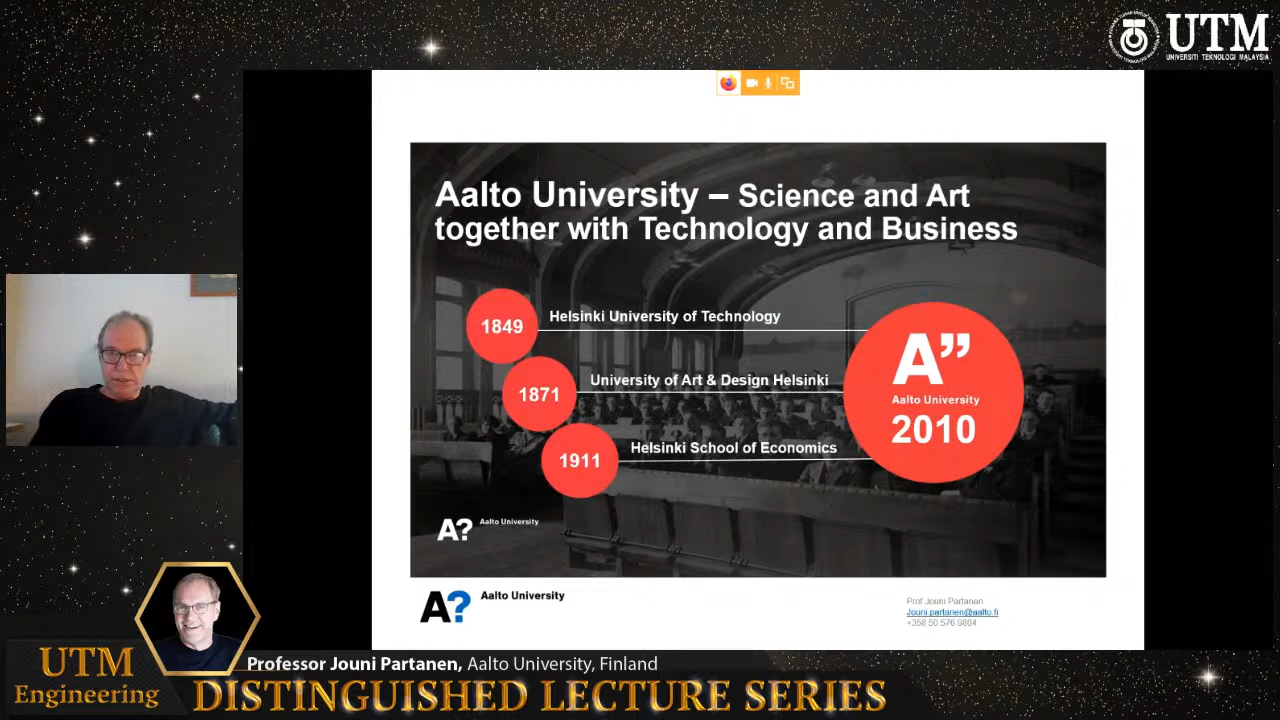 UTM
UNIVERSITI TEKNOLOGI MALAYSIA
Aalto University – Science and Art
together with Technology and Business
1849
Helsinki University of Technology
1871
University of Art & Design Helsinki
1911
Helsinki School of Economics
A”
Aalto University
2010
A? Aalto University
A? Aalto University
Prof Jouni Partanen
Jouni.partanen@aalto.fi
+358 50 576 9804
Professor Jouni Partanen, Aalto University, Finland
UTM
Engineering
DISTINGUISHED LECTURE SERIES